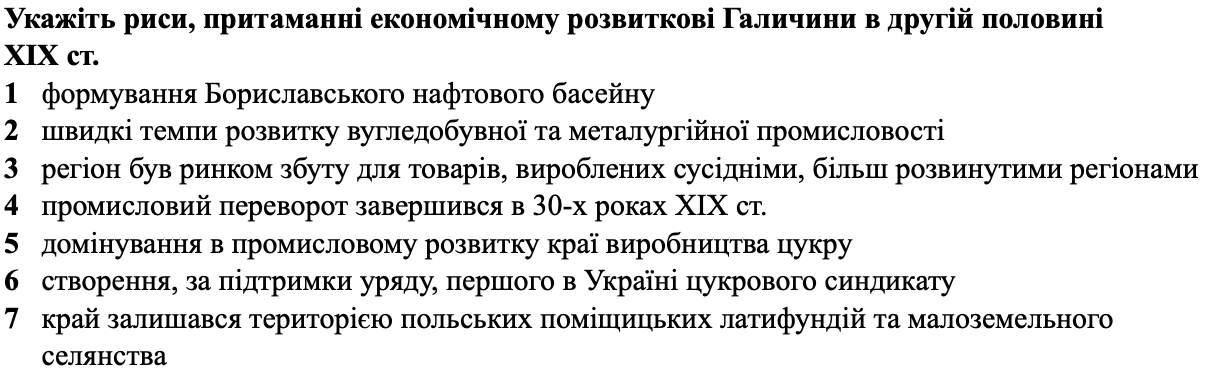 Укажіть риси, притаманні економічному розвиткові Галичини в другій половині
ХІХ ст.
1 формування Бориславського нафтового басейну
2 швидкі темпи розвитку вугледобувної та металургійної промисловості
3 регіон був ринком збуту для товарів, вироблених сусідніми, більш розвинутими регіонами
4 промисловий переворот завершився в 30-х роках ХІХ ст.
5 домінування в промисловому розвитку краї виробництва цукру
6 створення, за підтримки уряду, першого в Україні цукрового синдикату
7 край залишався територією польських поміщицьких латифундій та малоземельного
селянства